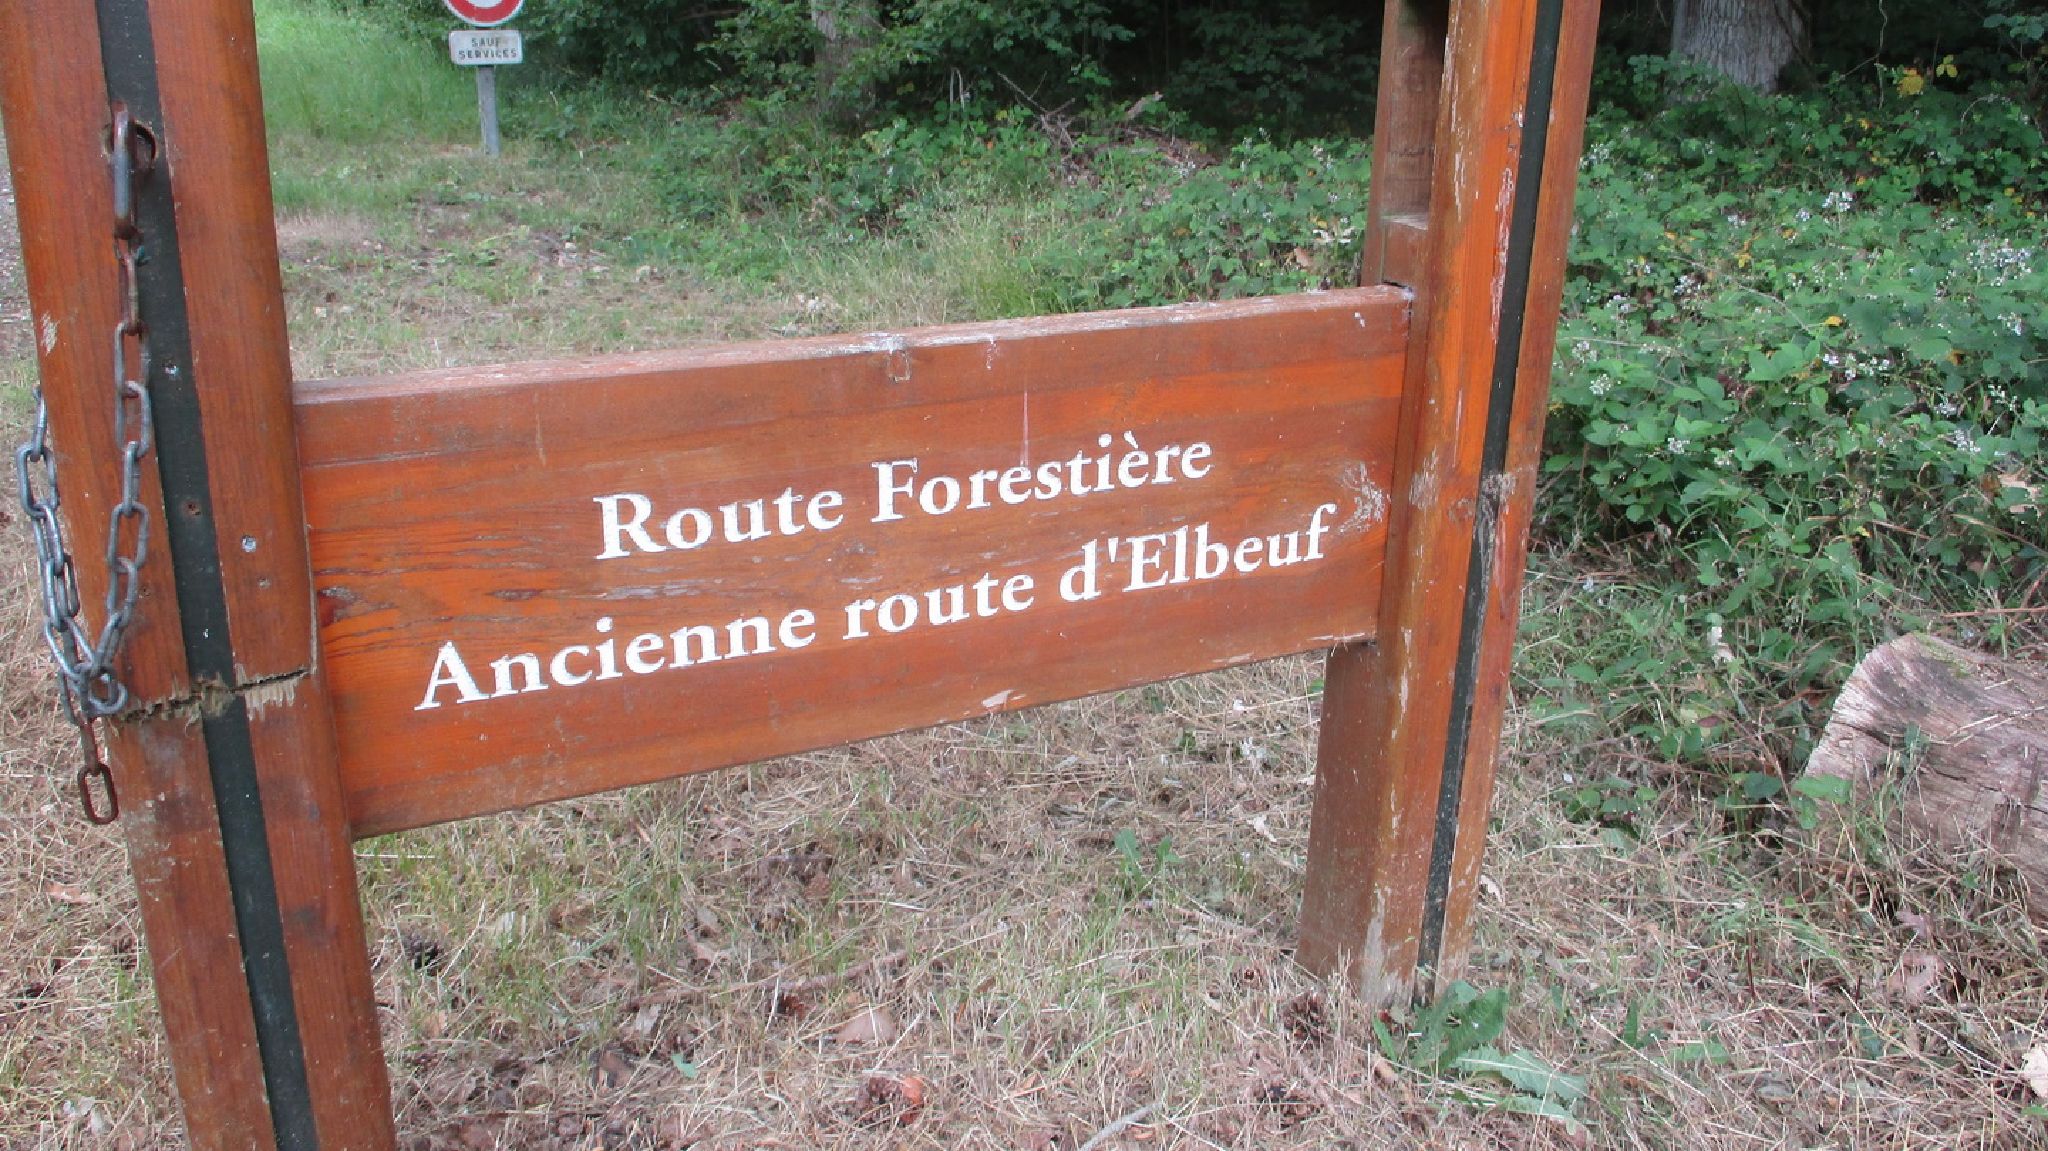 SAUF
SERVICES
Route Forestière
Ancienne route d'Elbeuf